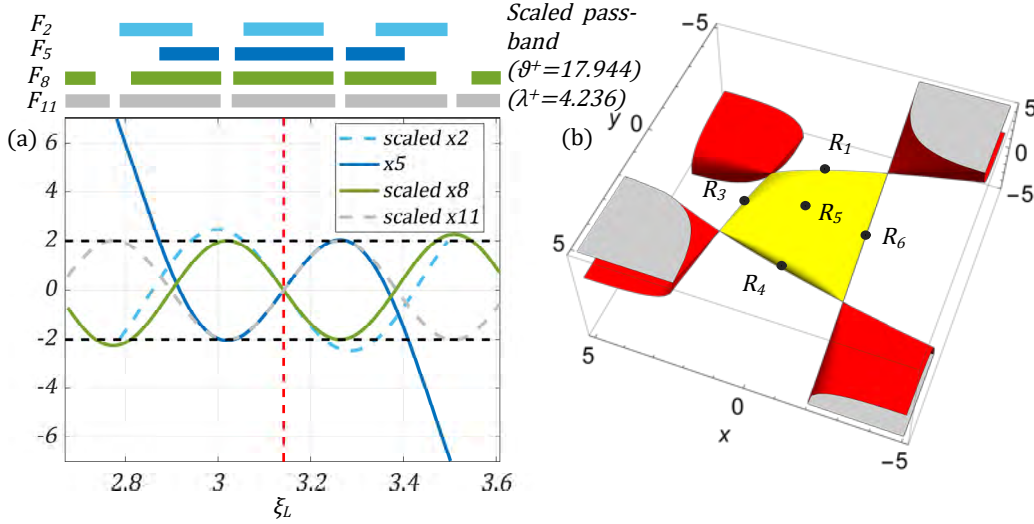 F2
F5
F8
F11
Scaled pass-
band
(ϑ+=17.944)
(λ+=4.236)
(a)
scaled x2
x5
scaled x8
scaled x11
6
4
2
0
-2
-4
-6
2.8
3
3.2
3.4
3.6
ξL
(b)
-5
y
0
5
5
0
-5
x
5
0
-5
R1
R3
R5
R6
R4